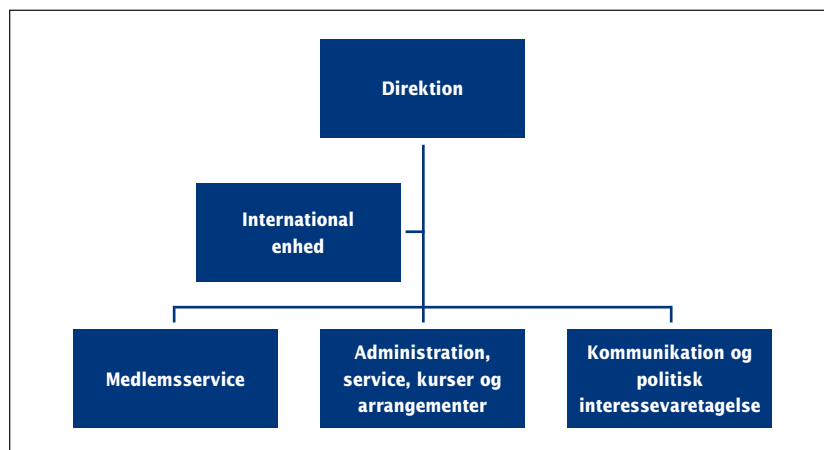 Direktion
International
enhed
Medlemsservice
Administration,
service, kurser og
arrangementer
Kommunikation og
politisk
interessevaretagelse